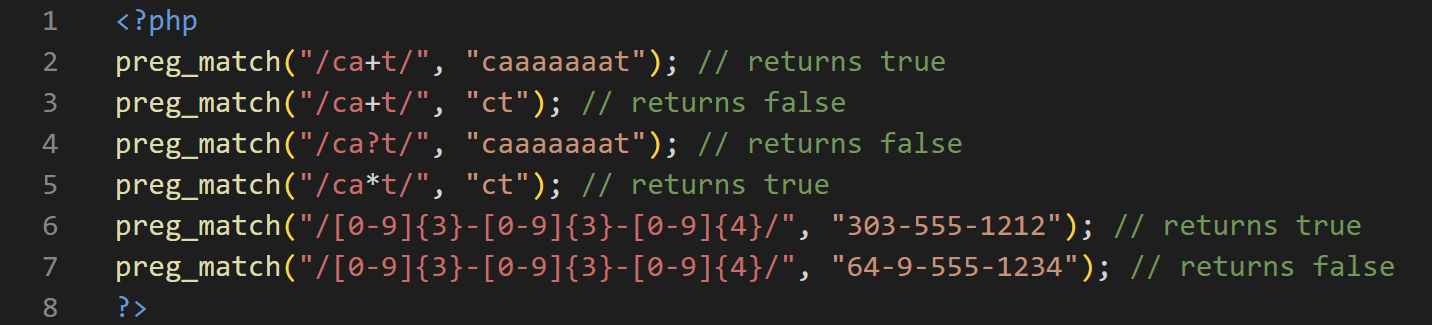 1 <?php
2 preg_match("/ca+t/", "caaaaaaat"); // returns true
3 preg_match("/ca+t/", "ct"); // returns false
4 preg_match("/ca?t/", "caaaaaaat"); // returns false
5 preg_match("/ca*t/", "ct"); // returns true
6 preg_match("/[0-9]{3}-[0-9]{3}-[0-9]{4}/", "303-555-1212"); // returns true
7 preg_match("/[0-9]{3}-[0-9]{3}-[0-9]{4}/", "64-9-555-1234"); // returns false
8 ?>